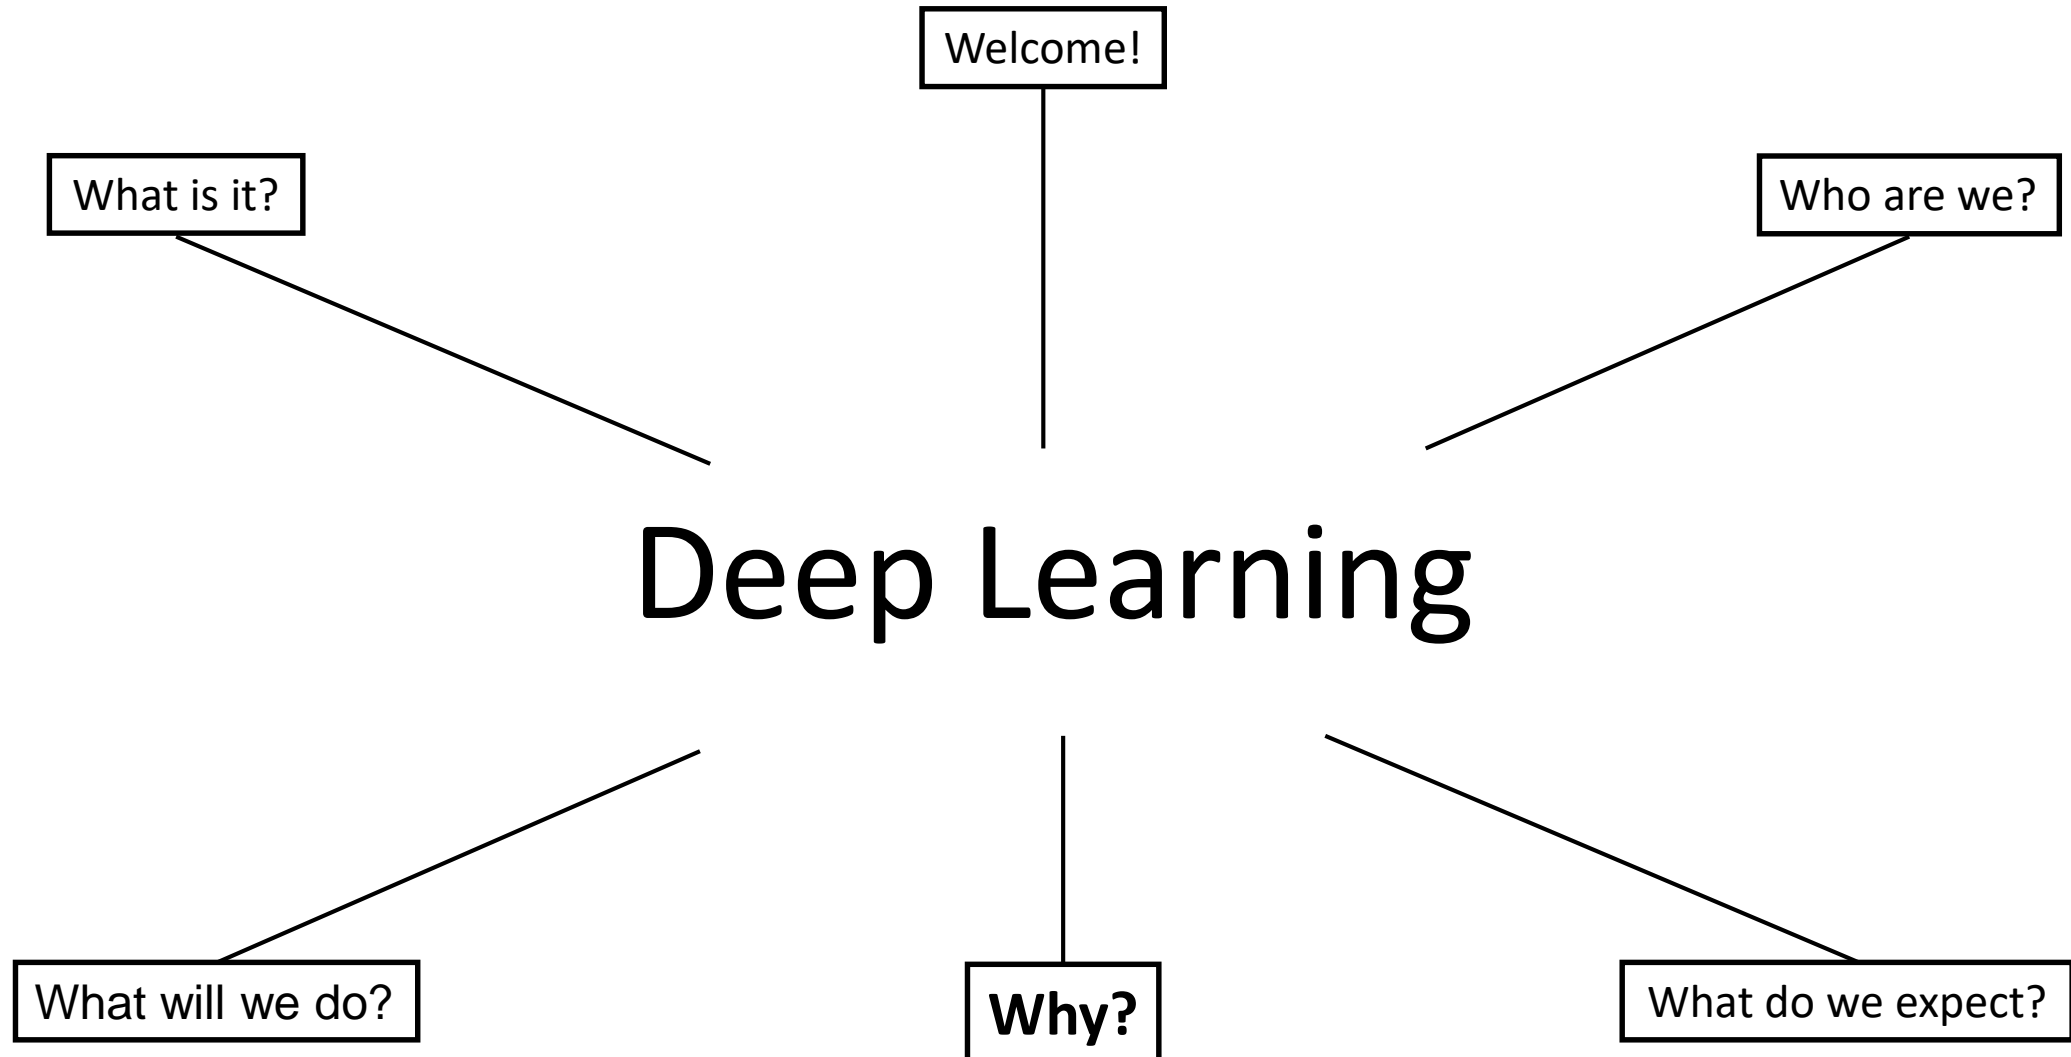 Welcome!
What is it?
Who are we?
Deep Learning
What will we do?
Why?
What do we expect?